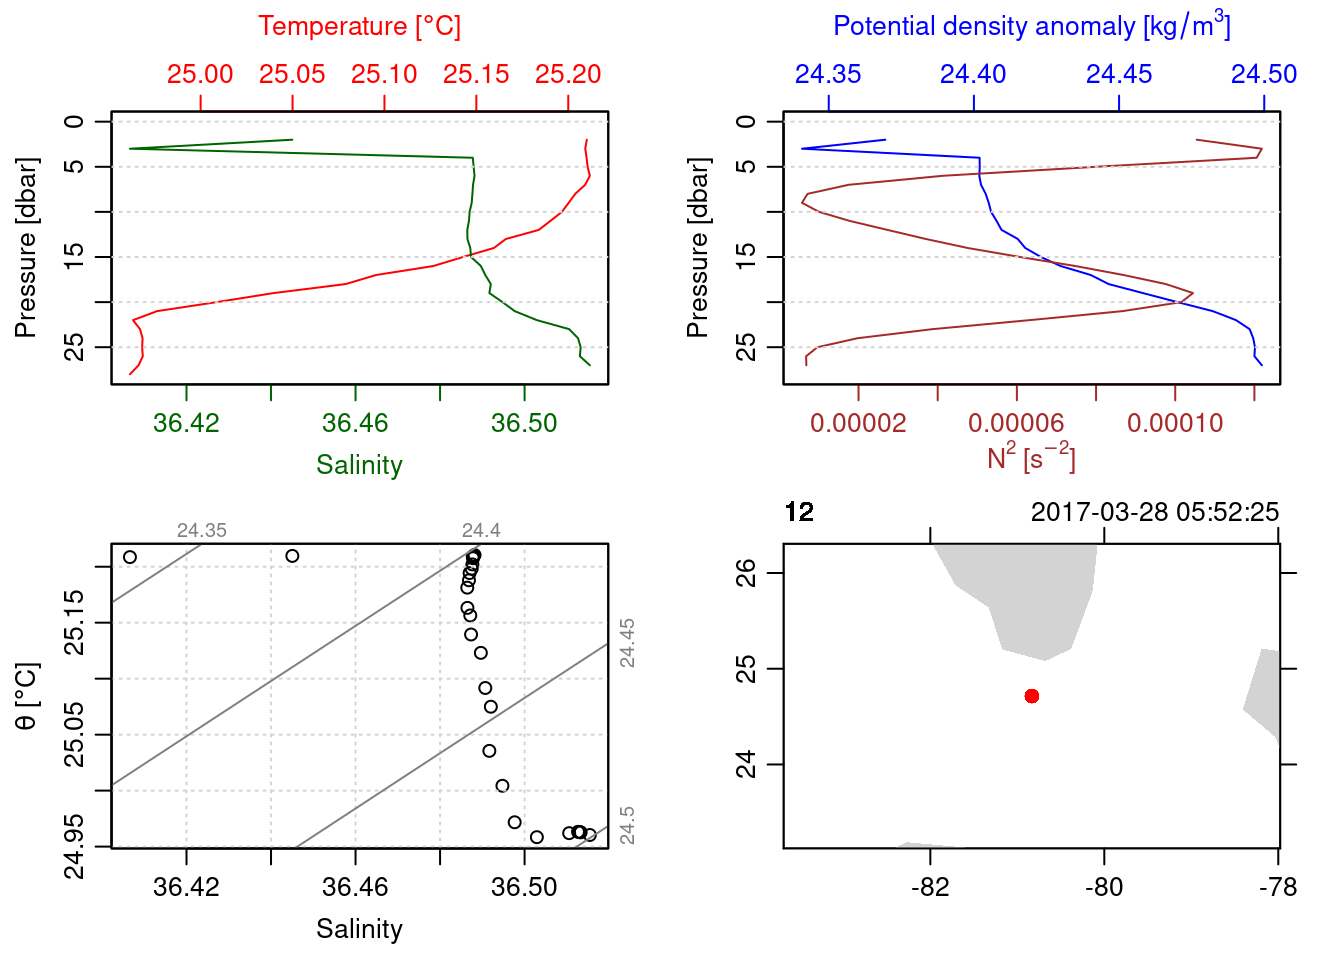 Temperature [°C]
25.00 25.05 25.10 25.15 25.20
Pressure [dbar]
0
5
15
25
36.42 36.46 36.50
Salinity
Potential density anomaly [kg/m³]
24.35 24.40 24.45 24.50
Pressure [dbar]
0
5
15
25
0.00002 0.00006 0.00010
N² [s⁻²]
24.35 24.4
24.45
24.5
θ [°C]
25.15
25.05
24.95
36.42 36.46 36.50
Salinity
12 2017-03-28 05:52:25
26
25
24
-82 -80 -78